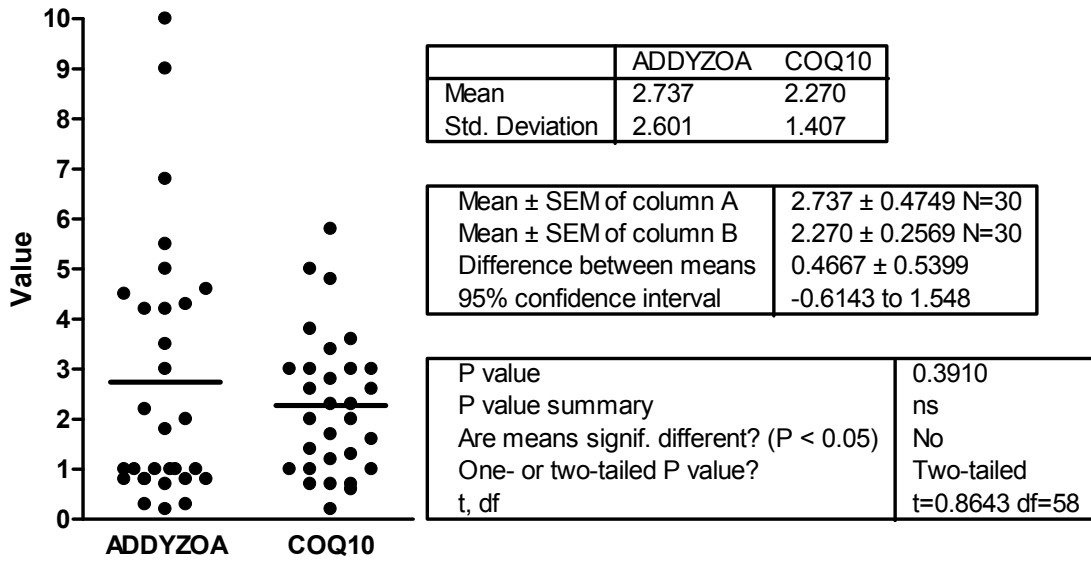 10
9
8
7
6
5
4
3
2
1
0
Value
ADDYZOA COQ10
ADDYZOA COQ10
Mean 2.737 2.270
Std. Deviation 2.601 1.407
Mean ± SEM of column A 2.737 ± 0.4749 N=30
Mean ± SEM of column B 2.270 ± 0.2569 N=30
Difference between means 0.4667 ± 0.5399
95% confidence interval -0.6143 to 1.548
P value 0.3910
P value summary ns
Are means signif. different? (P < 0.05) No
One- or two-tailed P value? Two-tailed
t, df t=0.8643 df=58